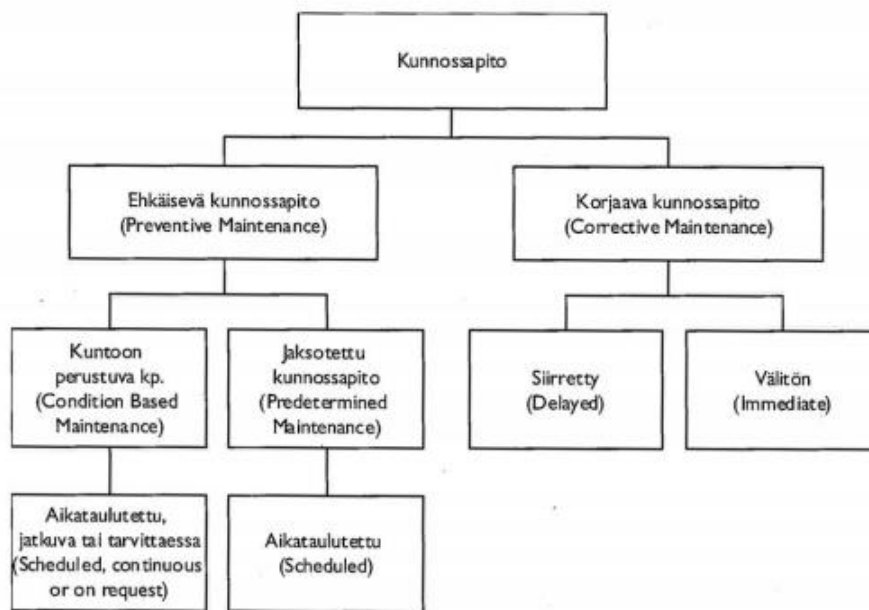 Kunnossapito
Ehkäisevä kunnossapito
(Preventive Maintenance)
Korjaava kunnossapito
(Corrective Maintenance)
Kuntoon
perustuva kp.
(Condition Based
Maintenance)
Jaksotettu
kunnossapito
(Predetermined
Maintenance)
Siirretty
(Delayed)
Välitön
(Immediate)
Aikataulutettu,
jatkuva tai tarvittaessa
(Scheduled, continuous
or on request)
Aikataulutettu
(Scheduled)